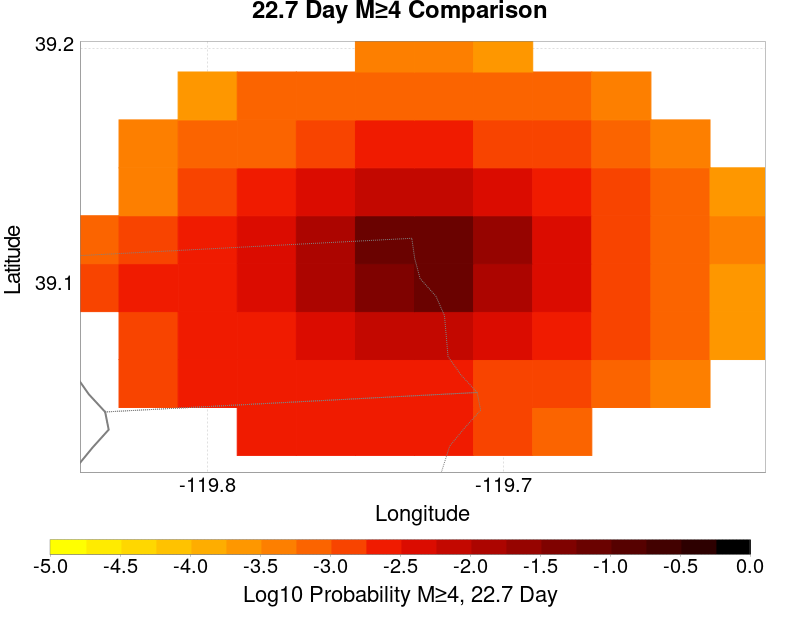 22.7 Day M≥4 Comparison
39.2
Latitude
39.1
-119.8 -119.7
Longitude
-5.0 -4.5 -4.0 -3.5 -3.0 -2.5 -2.0 -1.5 -1.0 -0.5 0.0
Log10 Probability M≥4, 22.7 Day